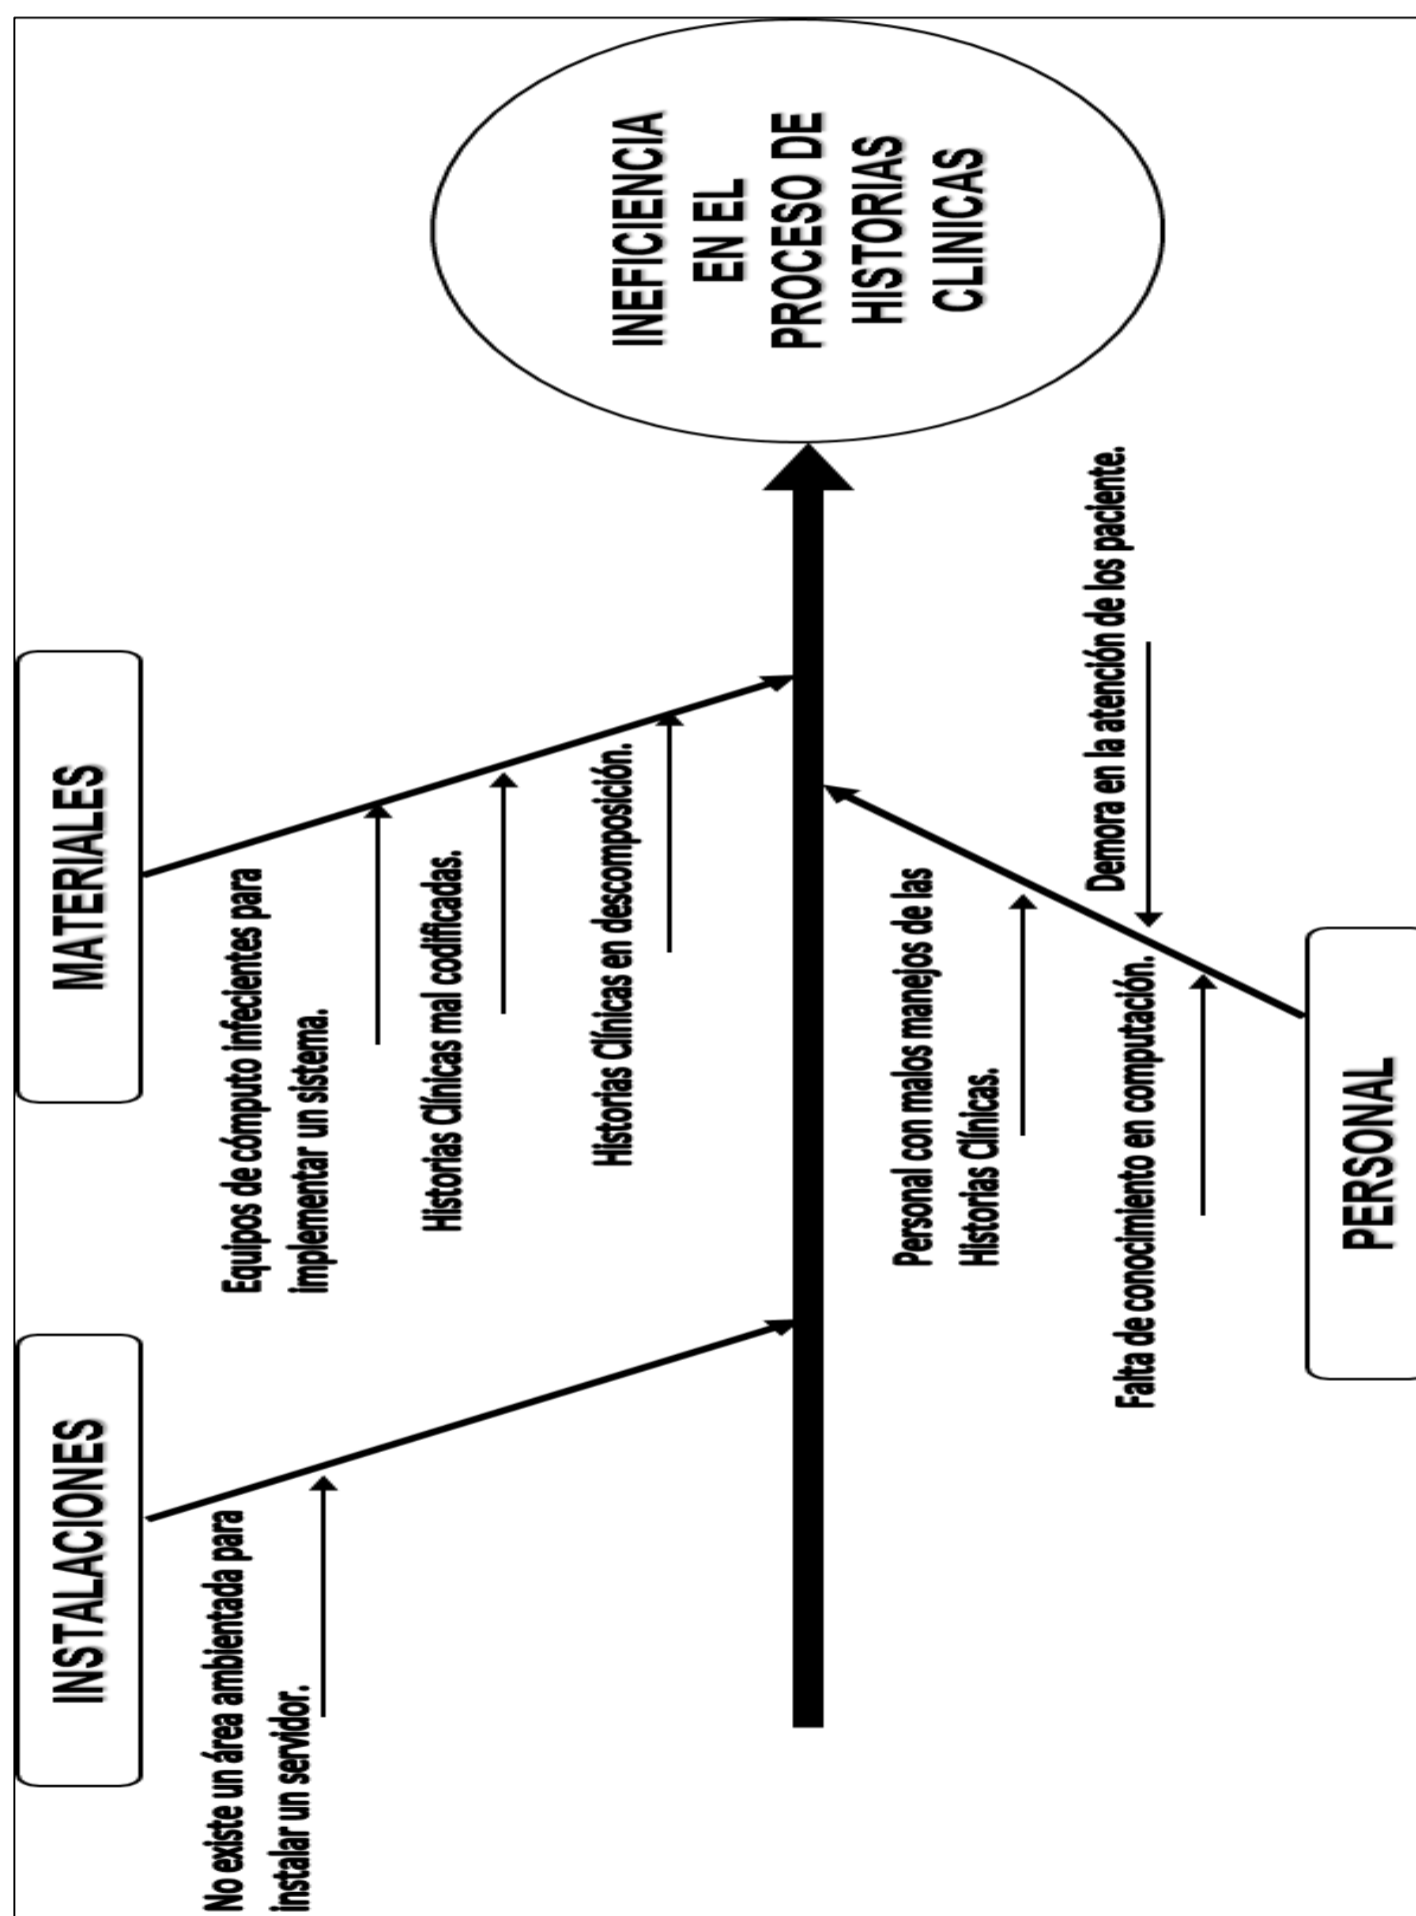 INSTALACIONES
No existe un área ambientada para
instalar un servidor.
MATERIALES
Equipos de cómputo infecientes para
implementar un sistema.
Historias Clínicas mal codificadas.
Historias Clínicas en descomposición.
INEFICIENCIA
EN EL
PROCESO DE
HISTORIAS
CLINICAS
Personal con malos manejos de las
Historias Clínicas.
Demora en la atención de los paciente.
Falta de conocimiento en computación.
PERSONAL